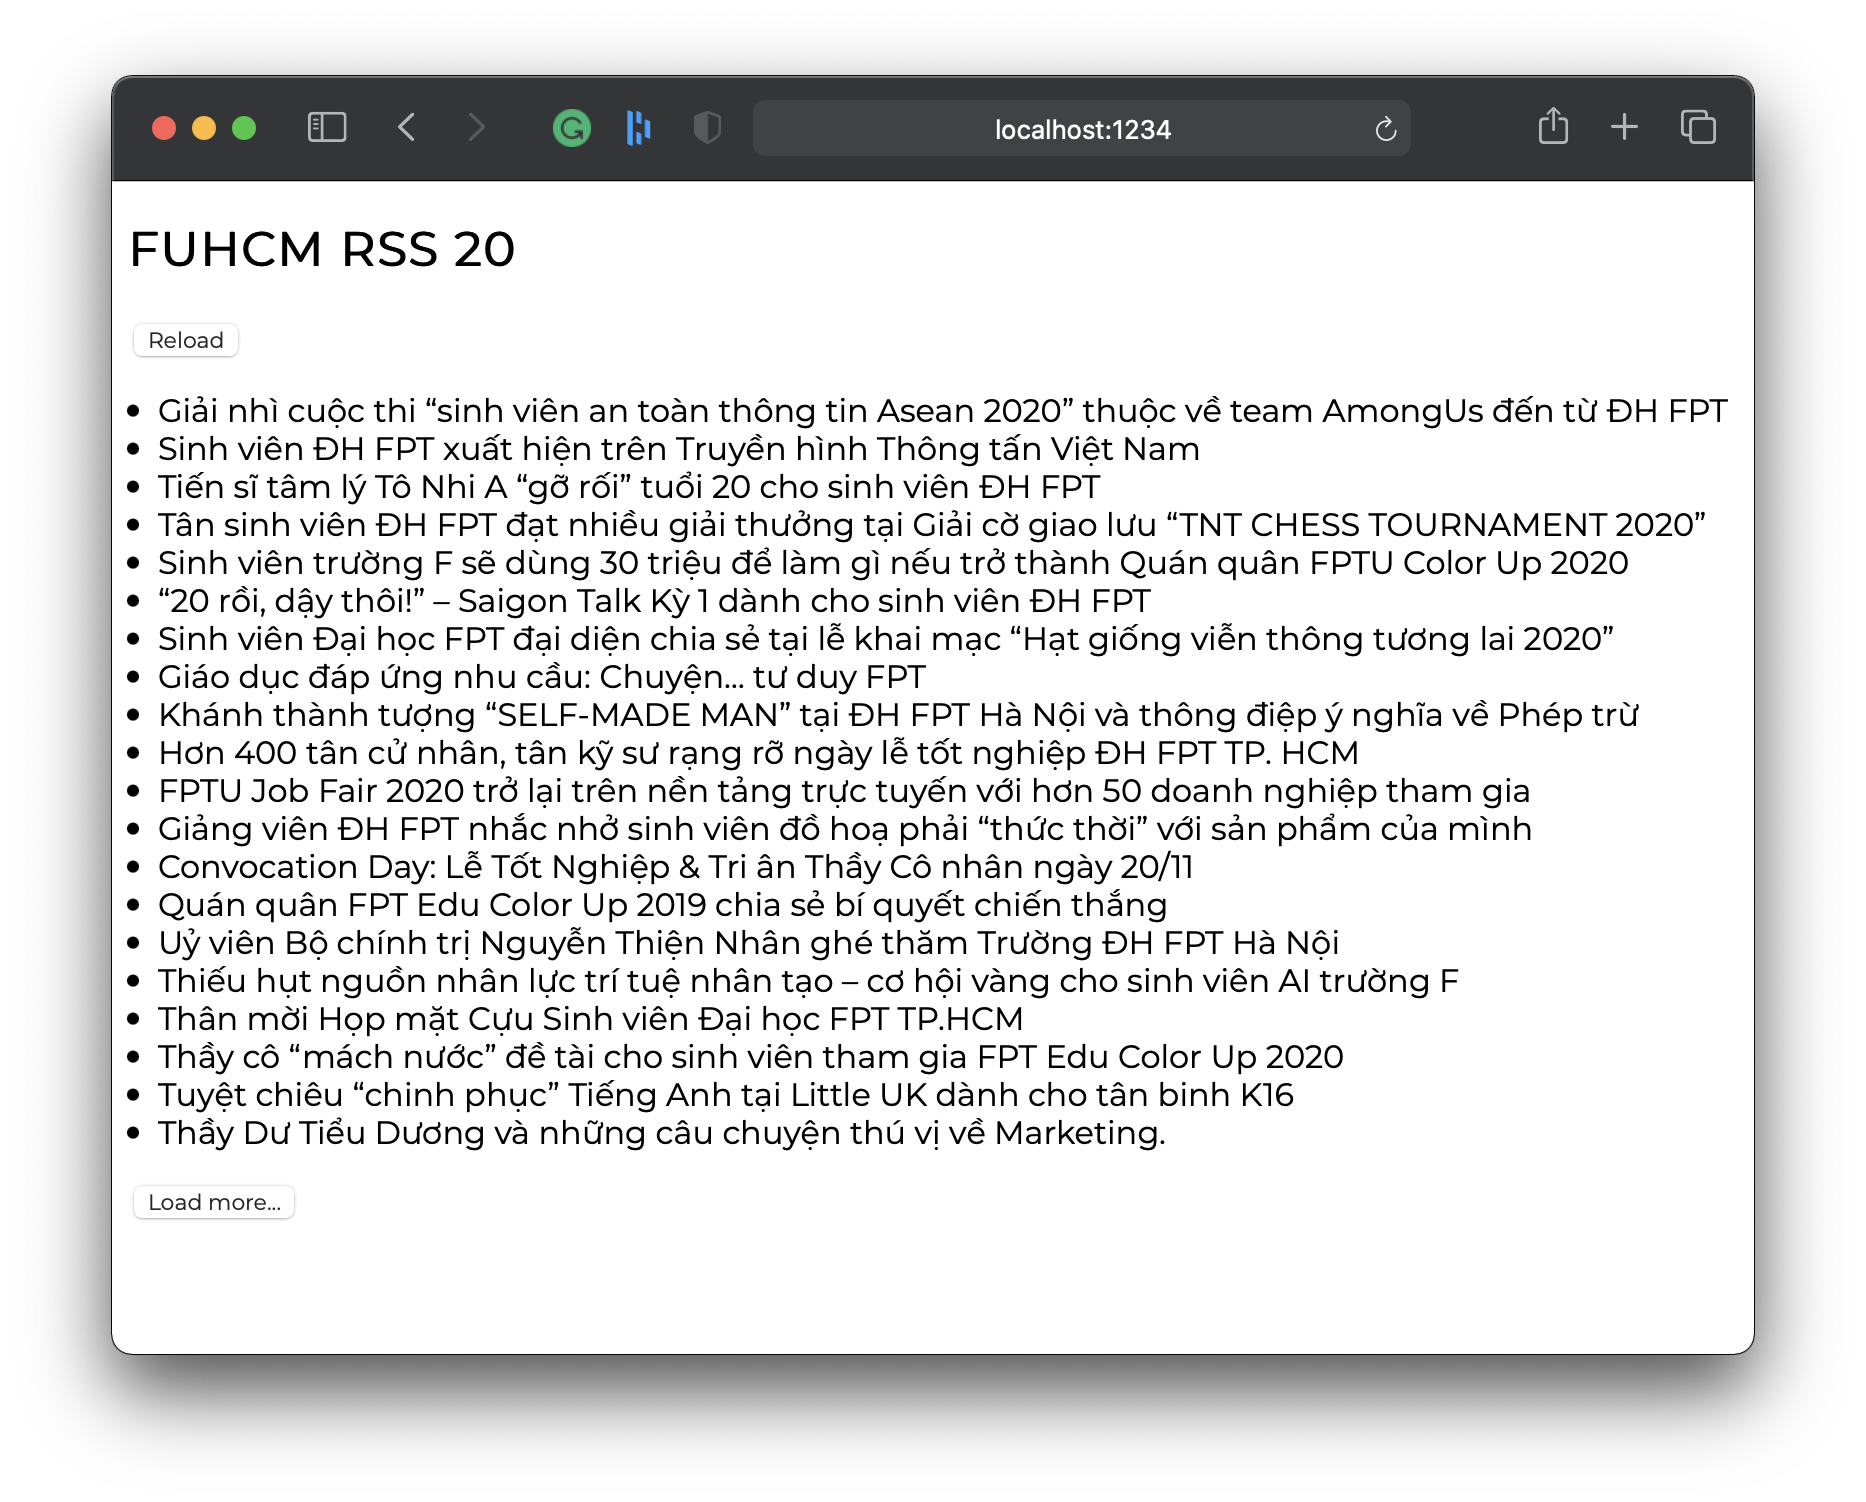 localhost:1234
FUHCM RSS 20
Reload
Giải nhì cuộc thi “sinh viên an toàn thông tin Asean 2020” thuộc về team AmongUs đến từ ĐH FPT
Sinh viên ĐH FPT xuất hiện trên Truyền hình Thông tấn Việt Nam
Tiến sĩ tâm lý Tô Nhi A “gỡ rối” tuổi 20 cho sinh viên ĐH FPT
Tân sinh viên ĐH FPT đạt nhiều giải thưởng tại Giải cờ giao lưu “TNT CHESS TOURNAMENT 2020”
Sinh viên trường F sẽ dùng 30 triệu để làm gì nếu trở thành Quán quân FPTU Color Up 2020
“20 rồi, dậy thôi!” – Saigon Talk Kỳ 1 dành cho sinh viên ĐH FPT
Sinh viên Đại học FPT đại diện chia sẻ tại lễ khai mạc “Hạt giống viễn thông tương lai 2020”
Giáo dục đáp ứng nhu cầu: Chuyện… tư duy FPT
Khánh thành tượng “SELF-MADE MAN” tại ĐH FPT Hà Nội và thông điệp ý nghĩa về Phép trừ
Hơn 400 tân cử nhân, tân kỹ sư rạng rỡ ngày lễ tốt nghiệp ĐH FPT TP. HCM
FPTU Job Fair 2020 trở lại trên nền tảng trực tuyến với hơn 50 doanh nghiệp tham gia
Giảng viên ĐH FPT nhắc nhở sinh viên đồ hoạ phải “thức thời” với sản phẩm của mình
Convocation Day: Lễ Tốt Nghiệp & Tri ân Thầy Cô nhân ngày 20/11
Quán quân FPT Edu Color Up 2019 chia sẻ bí quyết chiến thắng
Uỷ viên Bộ chính trị Nguyễn Thiện Nhân ghé thăm Trường ĐH FPT Hà Nội
Thiếu hụt nguồn nhân lực trí tuệ nhân tạo – cơ hội vàng cho sinh viên AI trường F
Thân mời Họp mặt Cựu Sinh viên Đại học FPT TP.HCM
Thầy cô “mách nước” đề tài cho sinh viên tham gia FPT Edu Color Up 2020
Tuyệt chiêu “chinh phục” Tiếng Anh tại Little UK dành cho tân binh K16
Thầy Dư Tiểu Dương và những câu chuyện thú vị về Marketing.
Load more...